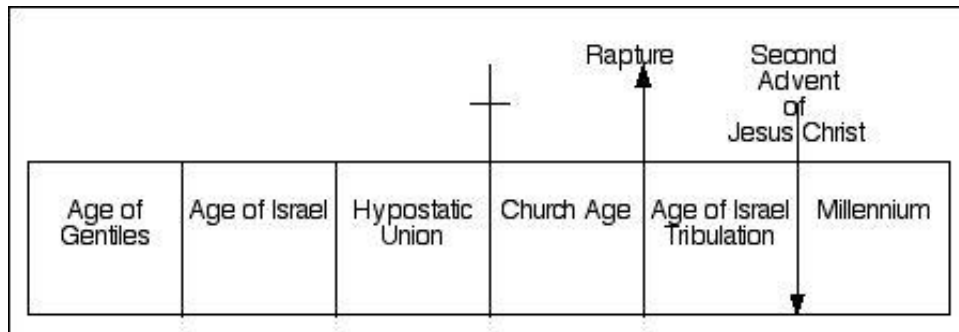 Rapture
Second
Advent
of
Jesus Christ
Age of
Gentiles
Age of Israel
Hypostatic
Union
Church Age
Age of Israel
Tribulation
Millennium